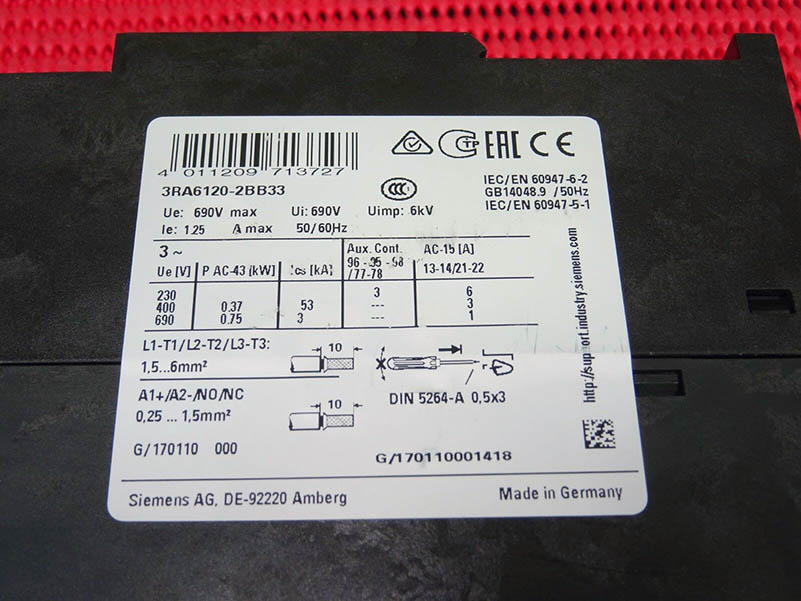 4 011209 713727
3RA6120-2BB33
TP EAC CE
CCC
IEC/EN 60947-6-2
GB14048.9 /50Hz
IEC/EN 60947-5-1
Ue: 690V max Ui: 690V Uimp: 6kV
Ie: 1.25 A max 50/60Hz
3 ~ Aux. Cont. AC-15 [A]
Ue [V] P AC-43 [kW] Ics [kA] 96 - 95 - 98 /77-78 13-14/21-22
230 3 6
400 0.37 53 --- 3
690 0.75 3 --- 1
L1-T1/L2-T2/L3-T3: 10
1,5...6mm²
A1+/A2-/NO/NC 10 DIN 5264-A 0,5x3
0,25 ... 1,5mm²
G/170110 000
G/170110001418
Siemens AG, DE-92220 Amberg Made in Germany
http://support.industry.siemens.com